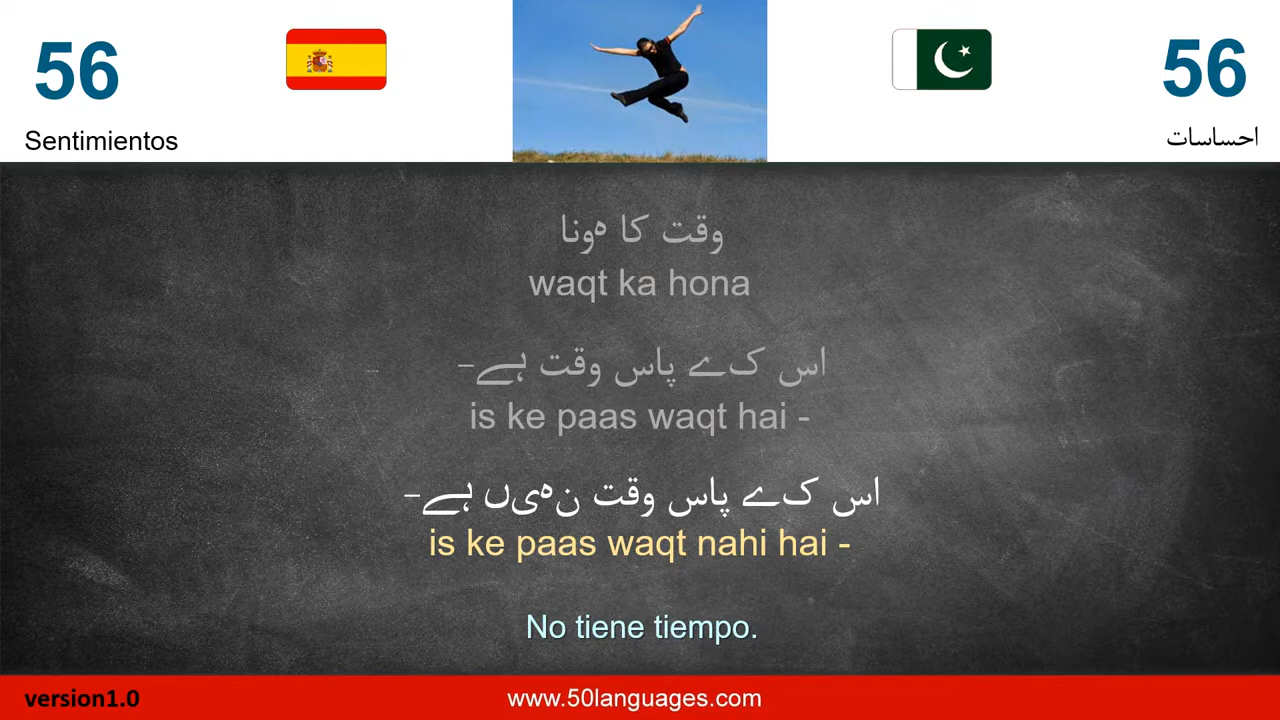 56
Sentimientos
56
احساسات
وقت کا ہونا
waqt ka hona
اس کے پاس وقت ہے-
is ke paas waqt hai -
اس کے پاس وقت نہیں ہے-
is ke paas waqt nahi hai -
No tiene tiempo.
version1.0
www.50languages.com